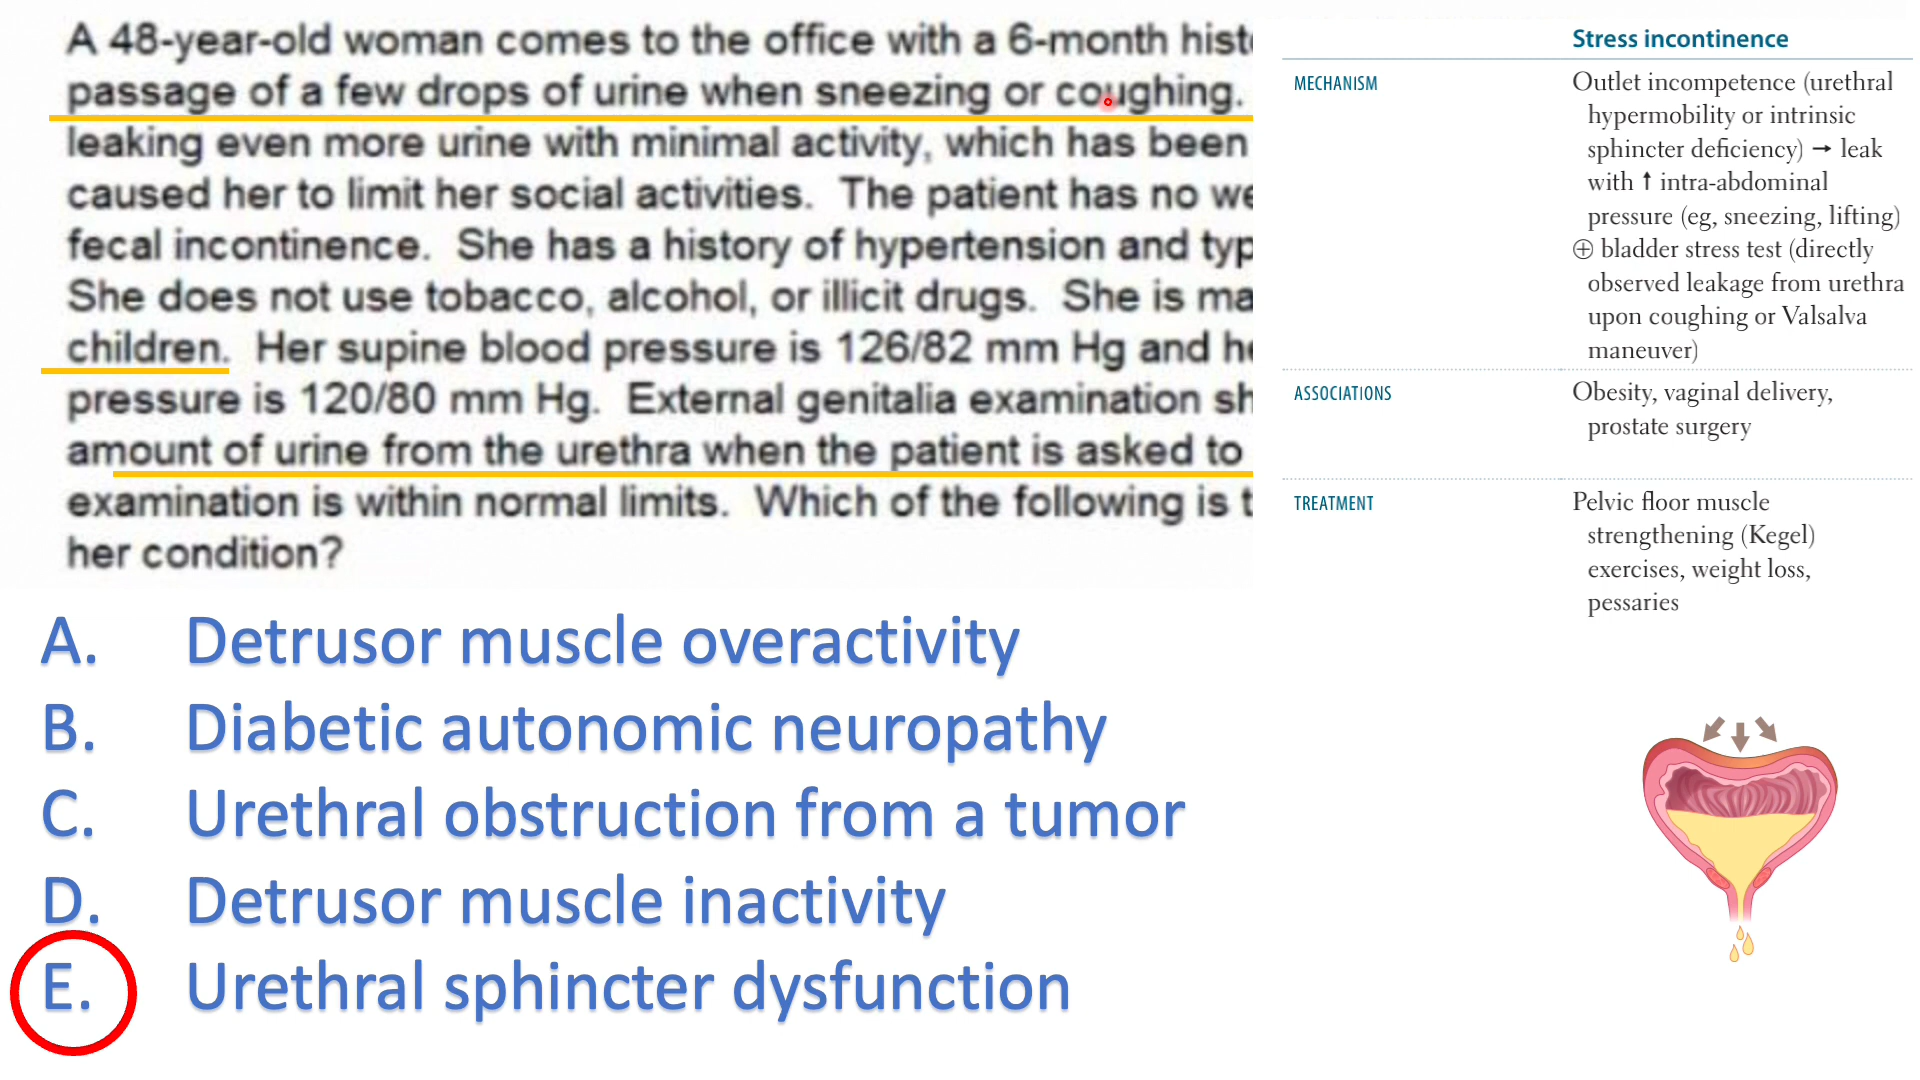 A 48-year-old woman comes to the office with a 6-month
passage of a few drops of urine when sneezing or coughing.
leaking even more urine with minimal activity, which has been
caused her to limit her social activities. The patient has no
fecal incontinence. She has a history of hypertension and
She does not use tobacco, alcohol, or illicit drugs. She is
children. Her supine blood pressure is 126/82 mm Hg and
pressure is 120/80 mm Hg. External genitalia examination
amount of urine from the urethra when the patient is asked to
examination is within normal limits. Which of the following is
her condition?
A. Detrusor muscle overactivity
B. Diabetic autonomic neuropathy
C. Urethral obstruction from a tumor
D. Detrusor muscle inactivity
E. Urethral sphincter dysfunction
Stress incontinence
MECHANISM Outlet incompetence (urethral
hypermobility or intrinsic
sphincter deficiency) → leak
with ↑ intra-abdominal
pressure (eg, sneezing, lifting)
⊕ bladder stress test (directly
observed leakage from urethra
upon coughing or Valsalva
maneuver)
ASSOCIATIONS Obesity, vaginal delivery,
prostate surgery
TREATMENT Pelvic floor muscle
strengthening (Kegel)
exercises, weight loss,
pessaries